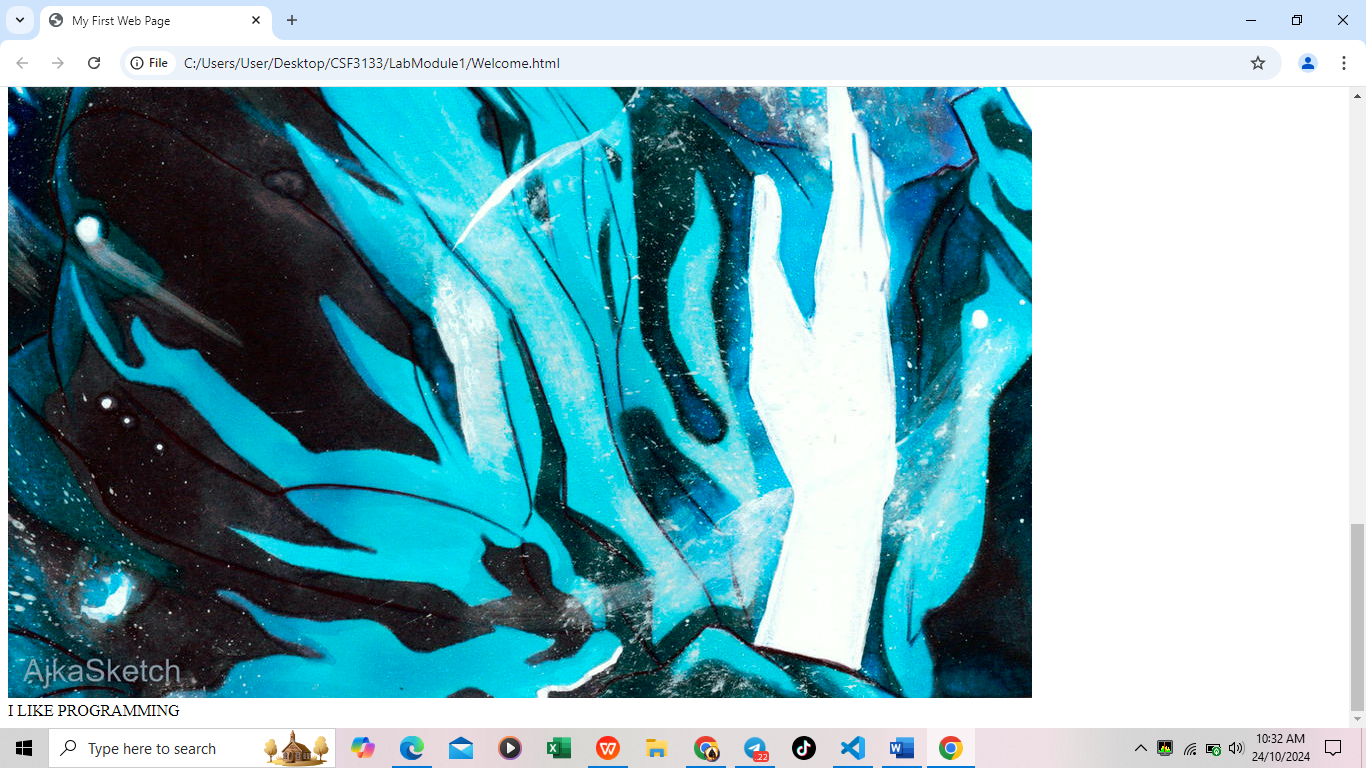 My First Web Page
File
C:/Users/User/Desktop/CSF3133/LabModule1/Welcome.html
AjkaSketch
I LIKE PROGRAMMING
Type here to search
22
10:32 AM
24/10/2024